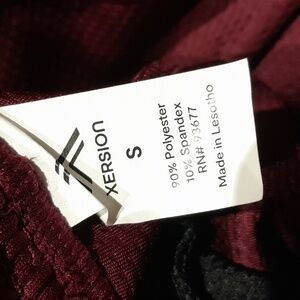 XERSION
S
90% Polyester
10% Spandex
RN# 93677
Made in Lesotho